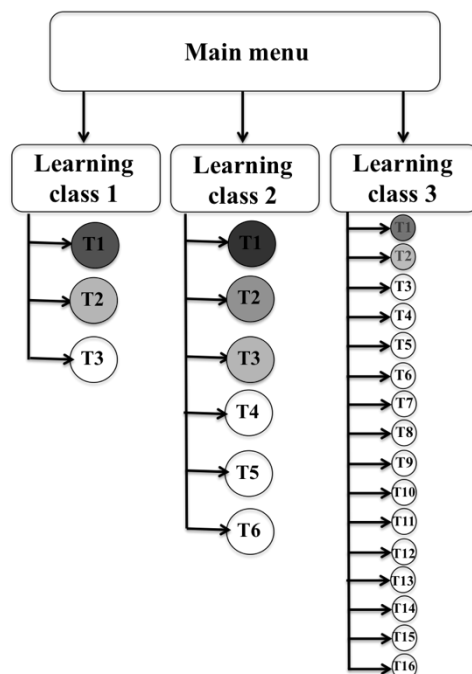 Main menu
Learning
class 1
T1
T2
T3
Learning
class 2
T1
T2
T3
T4
T5
T6
Learning
class 3
T1
T2
T3
T4
T5
T6
T7
T8
T9
T10
T11
T12
T13
T14
T15
T16